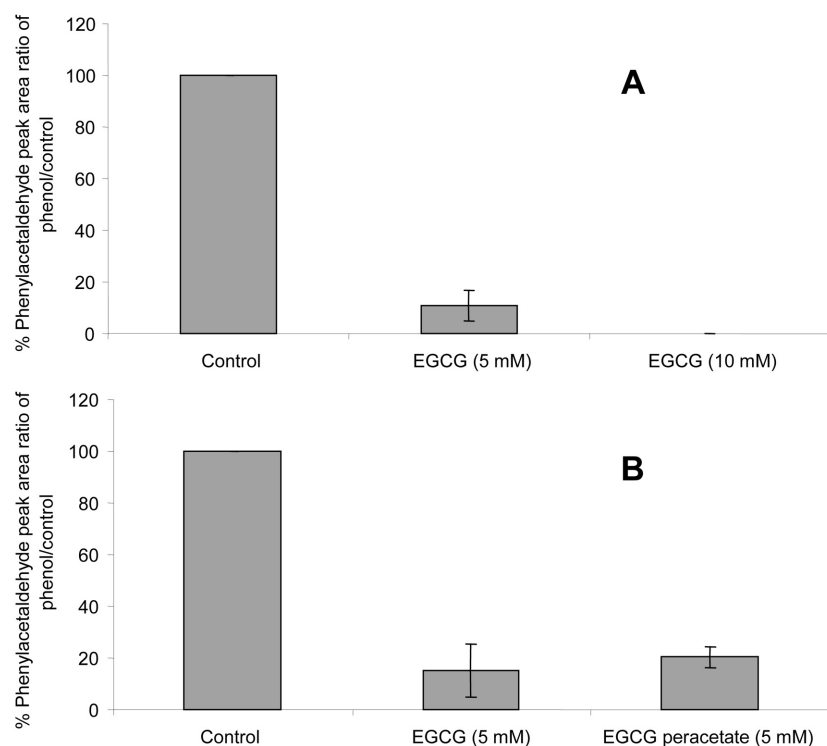 % Phenylacetaldehyde peak area ratio of
phenol/control
120
100
80
60
40
20
0
A
Control
EGCG (5 mM)
EGCG (10 mM)
% Phenylacetaldehyde peak area ratio of
phenol/control
120
100
80
60
40
20
0
B
Control
EGCG (5 mM)
EGCG peracetate (5 mM)